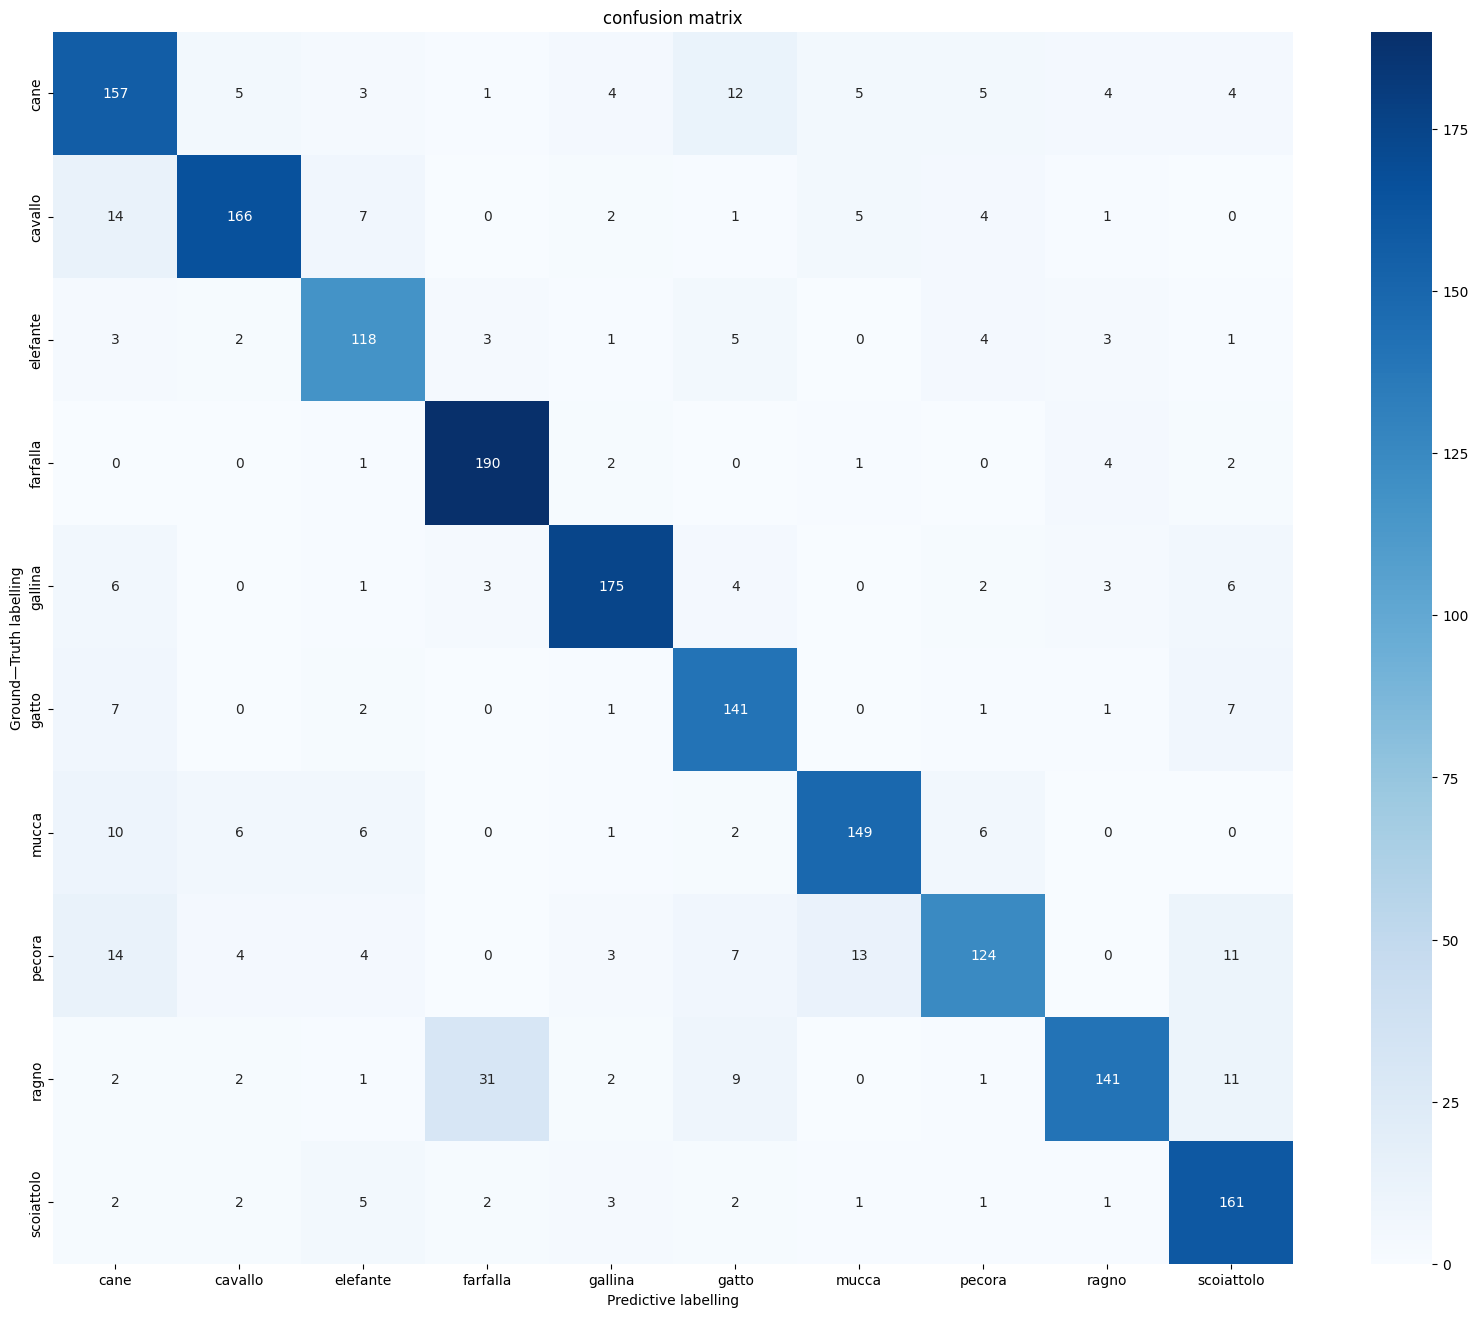 confusion matrix
cane 157 5 3 1 4 12 5 5 4 4
cavallo 14 166 7 0 2 1 5 4 1 0
elefante 3 2 118 3 1 5 0 4 3 1
farfalla 0 0 1 190 2 0 1 0 4 2
gallina 6 0 1 3 175 4 0 2 3 6
gatto 7 0 2 0 1 141 0 1 1 7
mucca 10 6 6 0 1 2 149 6 0 0
pecora 14 4 4 0 3 7 13 124 0 11
ragno 2 2 1 31 2 9 0 1 141 11
scoiattolo 2 2 5 2 3 2 1 1 1 161
cane cavallo elefante farfalla gallina gatto mucca pecora ragno scoiattolo
Predictive labelling
Ground—Truth labelling
175
150
125
100
75
50
25
0